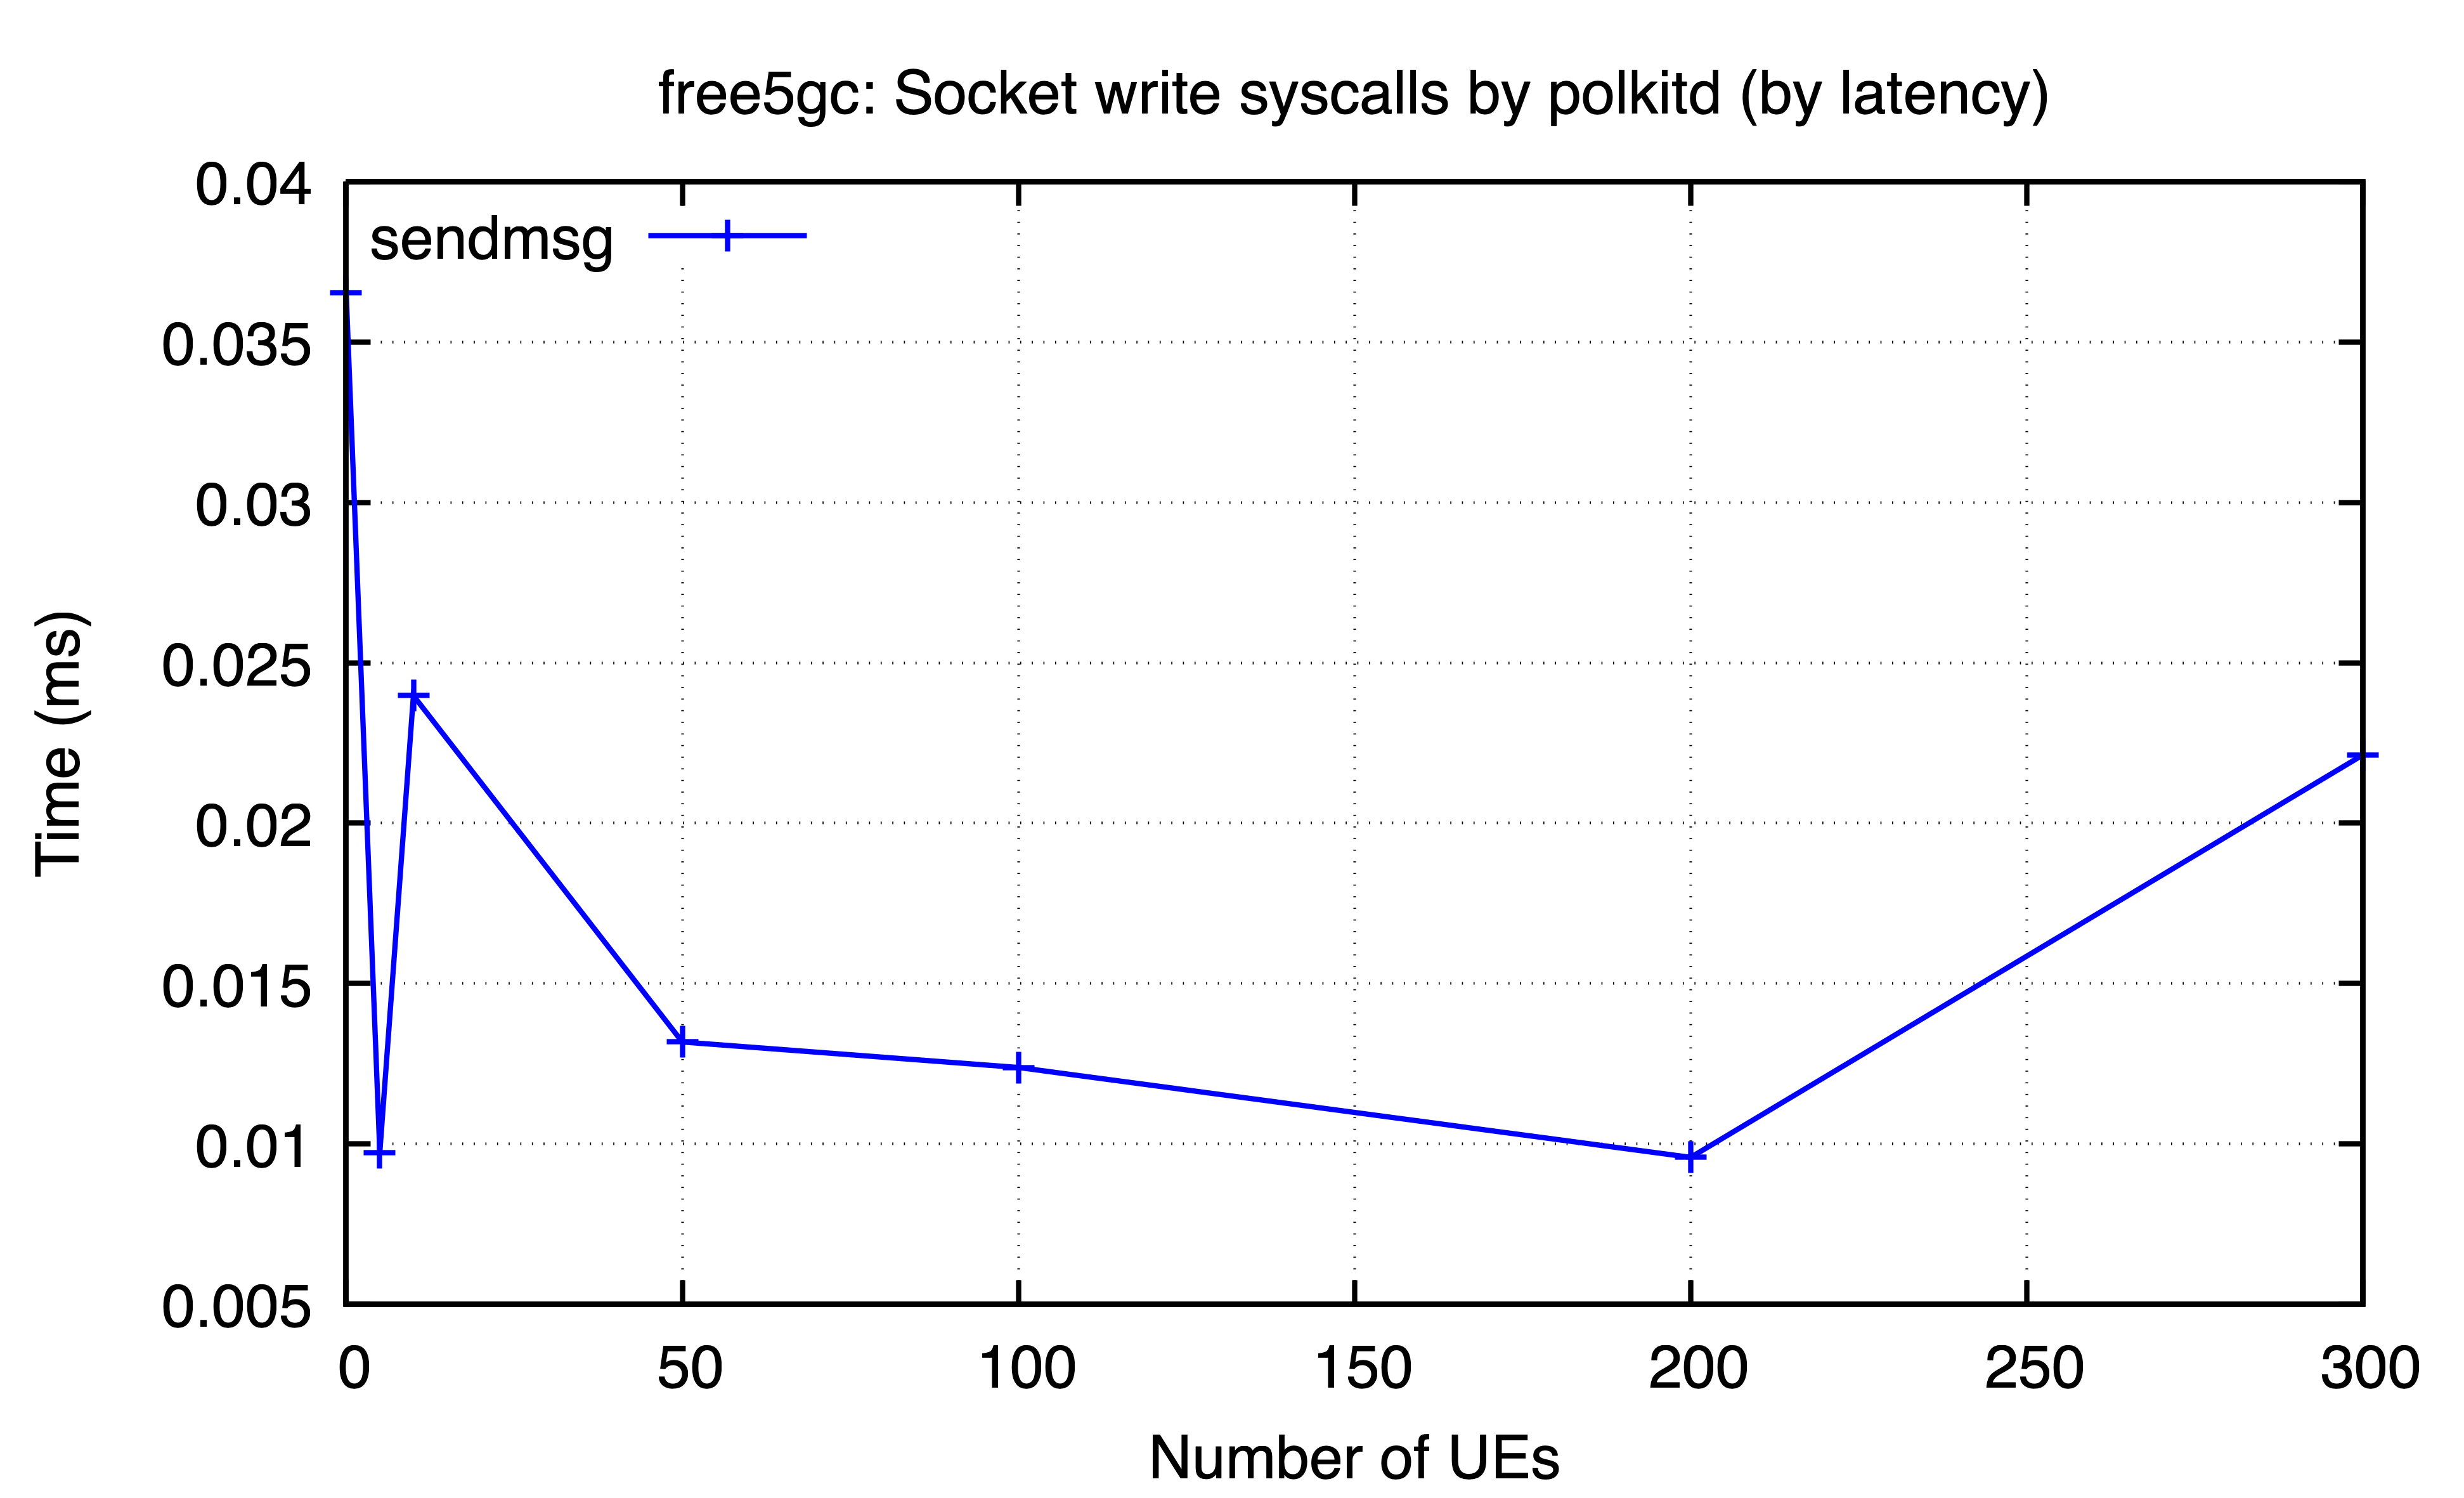 free5gc: Socket write syscalls by polkitd (by latency)
0.04
sendmsg
0.035
0.03
0.025
0.02
0.015
0.01
0.005
Time (ms)
0 50 100 150 200 250 300
Number of UEs